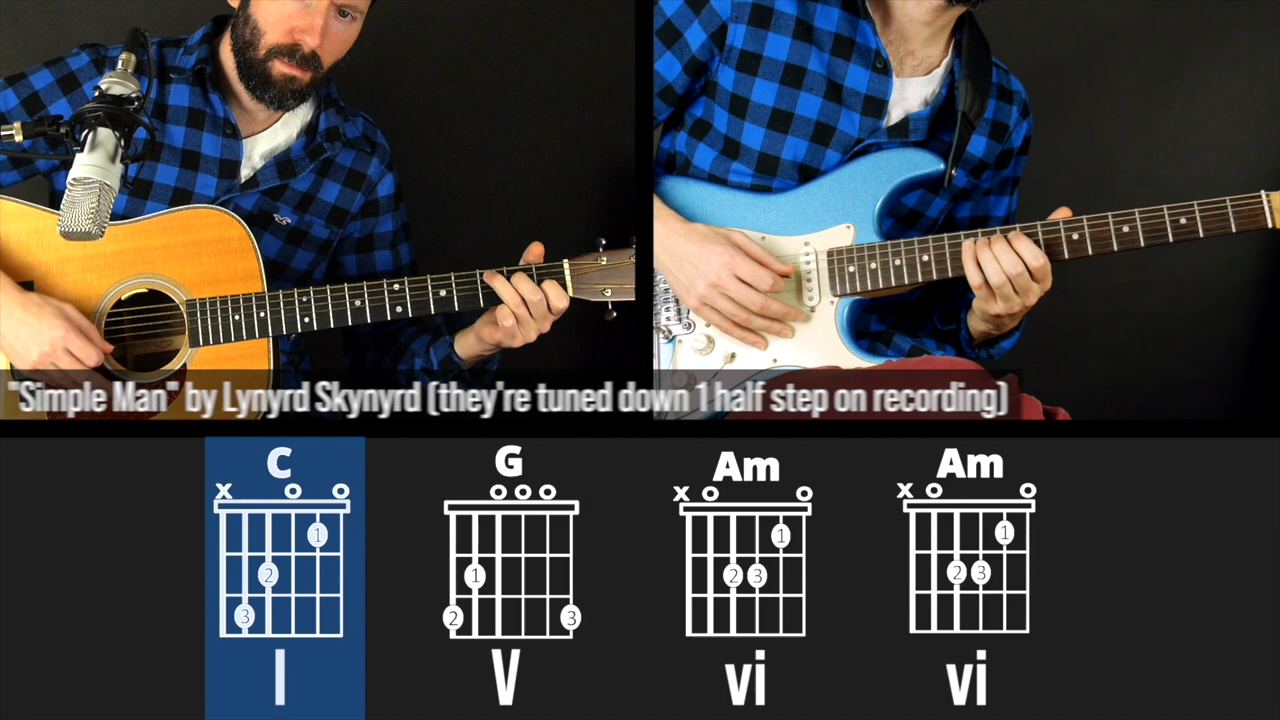 "Simple Man" by Lynyrd Skynyrd (they're tuned down 1 half step on recording)
C G Am Am
x o o ooo x o o x o o
1 1 1
2 1 2 3 2 3
3 2 3
I V vi vi